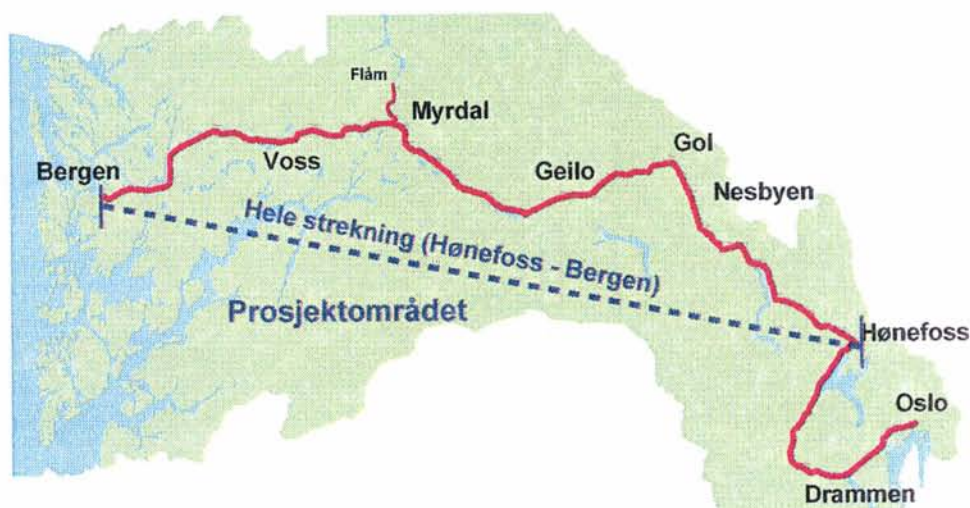 Flåm
Myrdal
Gol
Voss
Bergen
Geilo
Nesbyen
Hele strekning (Hønefoss - Bergen)
Prosjektområdet
Hønefoss
Oslo
Drammen